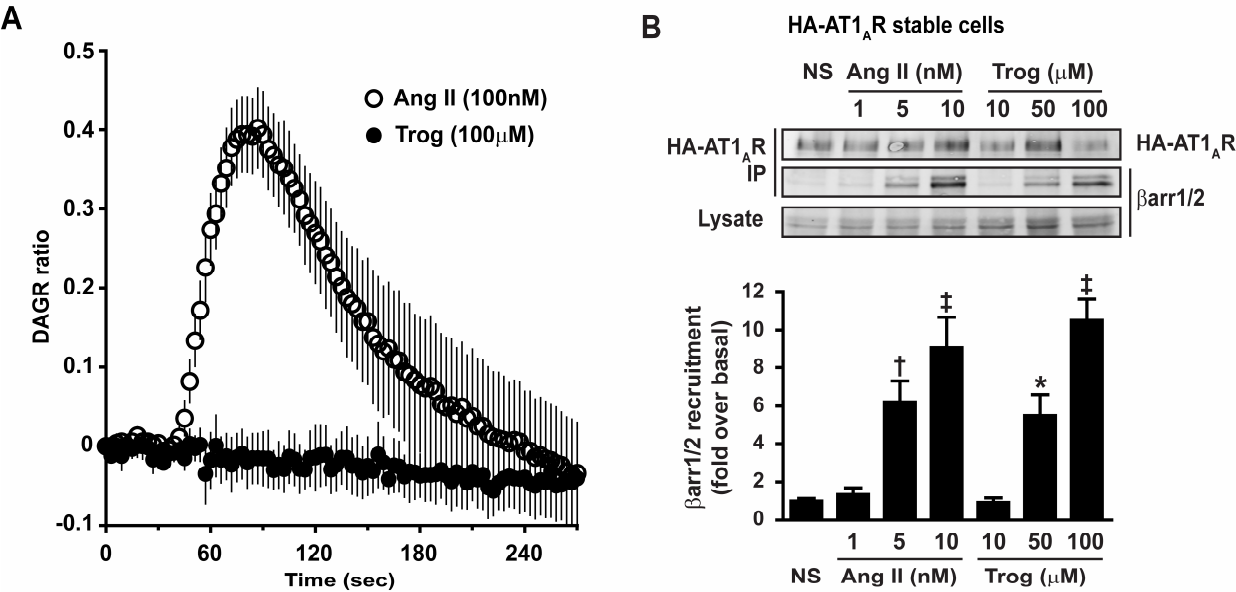 A
0.5
0.4
0.3
0.2
0.1
0
-0.1
DAGR ratio
Ang II (100nM)
Trog (100μM)
0 60 120 180 240
Time (sec)
B
HA-AT1AR stable cells
NS Ang II (nM) Trog (μM)
1 5 10 10 50 100
HA-AT1AR HA-AT1AR
IP
βarr1/2
Lysate
βarr1/2 recruitment
(fold over basal)
12
10
8
6
4
2
0
† ‡ * ‡
1 5 10 10 50 100
NS Ang II (nM) Trog (μM)